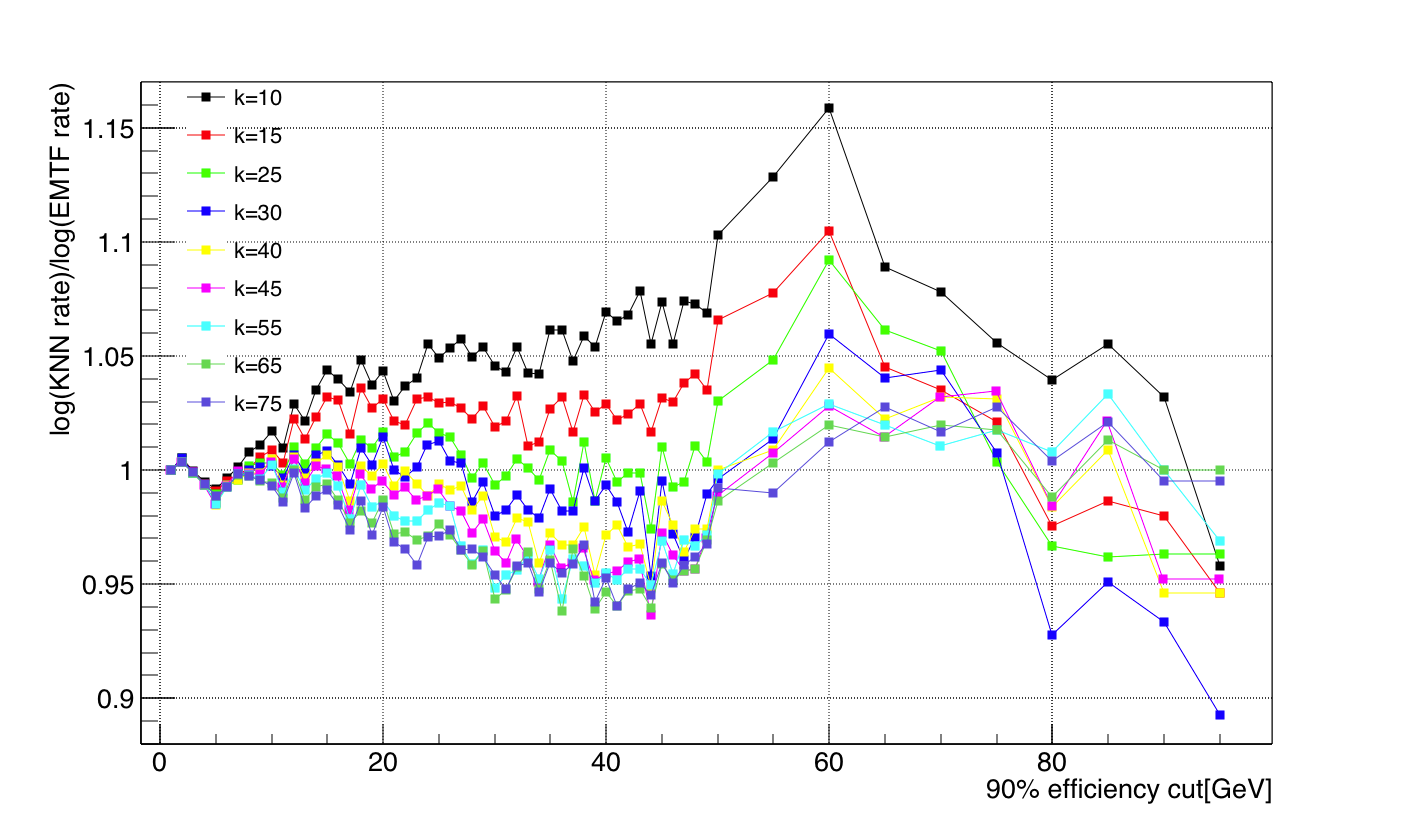 log(KNN rate)/log(EMTF rate)
k=10
k=15
k=25
k=30
k=40
k=45
k=55
k=65
k=75
1.15
1.1
1.05
1
0.95
0.9
0 20 40 60 80
90% efficiency cut[GeV]